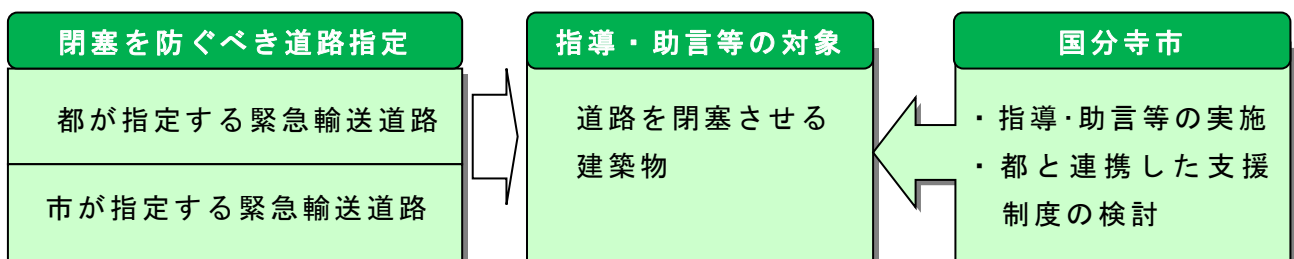 閉塞を防ぐべき道路指定
都が指定する緊急輸送道路
市が指定する緊急輸送道路
指導・助言等の対象
道路を閉塞させる
建築物
国分寺市
・指導・助言等の実施
・都と連携した支援
制度の検討